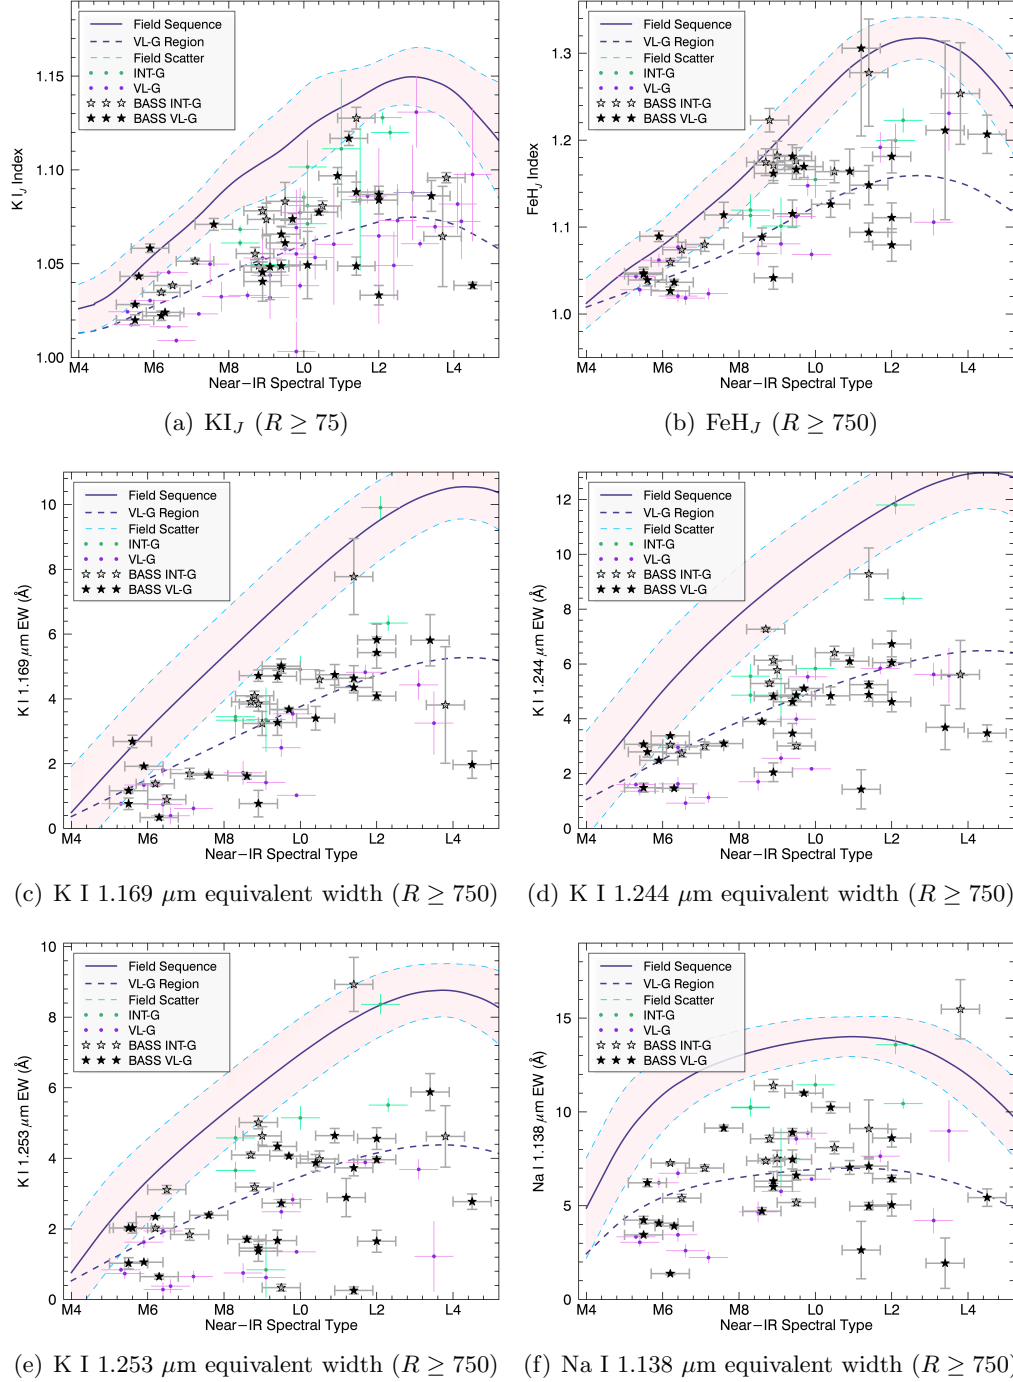 Field Sequence
VL-G Region
Field Scatter
INT-G
VL-G
BASS INT-G
BASS VL-G
1.15
1.10
1.05
1.00
K I_J Index
M4 M6 M8 L0 L2 L4
Near-IR Spectral Type
(a) KI_J (R ≥ 75)
Field Sequence
VL-G Region
Field Scatter
INT-G
VL-G
BASS INT-G
BASS VL-G
1.3
1.2
1.1
1.0
FeH_J Index
M4 M6 M8 L0 L2 L4
Near-IR Spectral Type
(b) FeH_J (R ≥ 750)
Field Sequence
VL-G Region
Field Scatter
INT-G
VL-G
BASS INT-G
BASS VL-G
10
8
6
4
2
0
K I 1.169 μm EW (Å)
M4 M6 M8 L0 L2 L4
Near-IR Spectral Type
(c) K I 1.169 μm equivalent width (R ≥ 750)
Field Sequence
VL-G Region
Field Scatter
INT-G
VL-G
BASS INT-G
BASS VL-G
12
10
8
6
4
2
0
K I 1.244 μm EW (Å)
M4 M6 M8 L0 L2 L4
Near-IR Spectral Type
(d) K I 1.244 μm equivalent width (R ≥ 750)
Field Sequence
VL-G Region
Field Scatter
INT-G
VL-G
BASS INT-G
BASS VL-G
10
8
6
4
2
0
K I 1.253 μm EW (Å)
M4 M6 M8 L0 L2 L4
Near-IR Spectral Type
(e) K I 1.253 μm equivalent width (R ≥ 750)
Field Sequence
VL-G Region
Field Scatter
INT-G
VL-G
BASS INT-G
BASS VL-G
15
10
5
0
Na I 1.138 μm EW (Å)
M4 M6 M8 L0 L2 L4
Near-IR Spectral Type
(f) Na I 1.138 μm equivalent width (R ≥ 750)